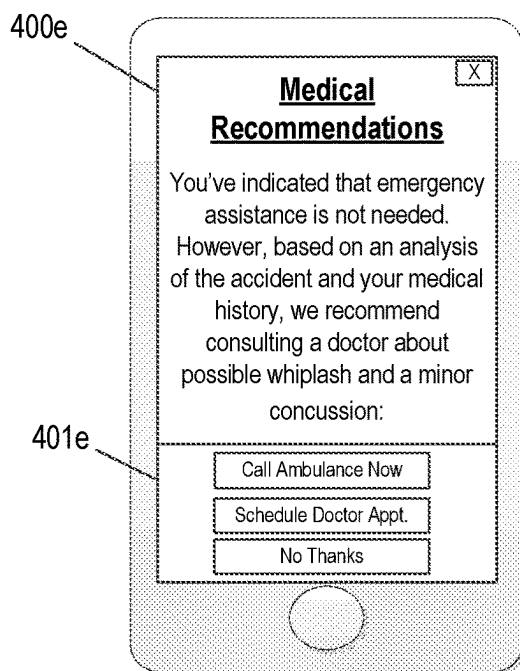 400e
X
Medical
Recommendations
You've indicated that emergency
assistance is not needed.
However, based on an analysis
of the accident and your medical
history, we recommend
consulting a doctor about
possible whiplash and a minor
concussion:
401e
Call Ambulance Now
Schedule Doctor Appt.
No Thanks